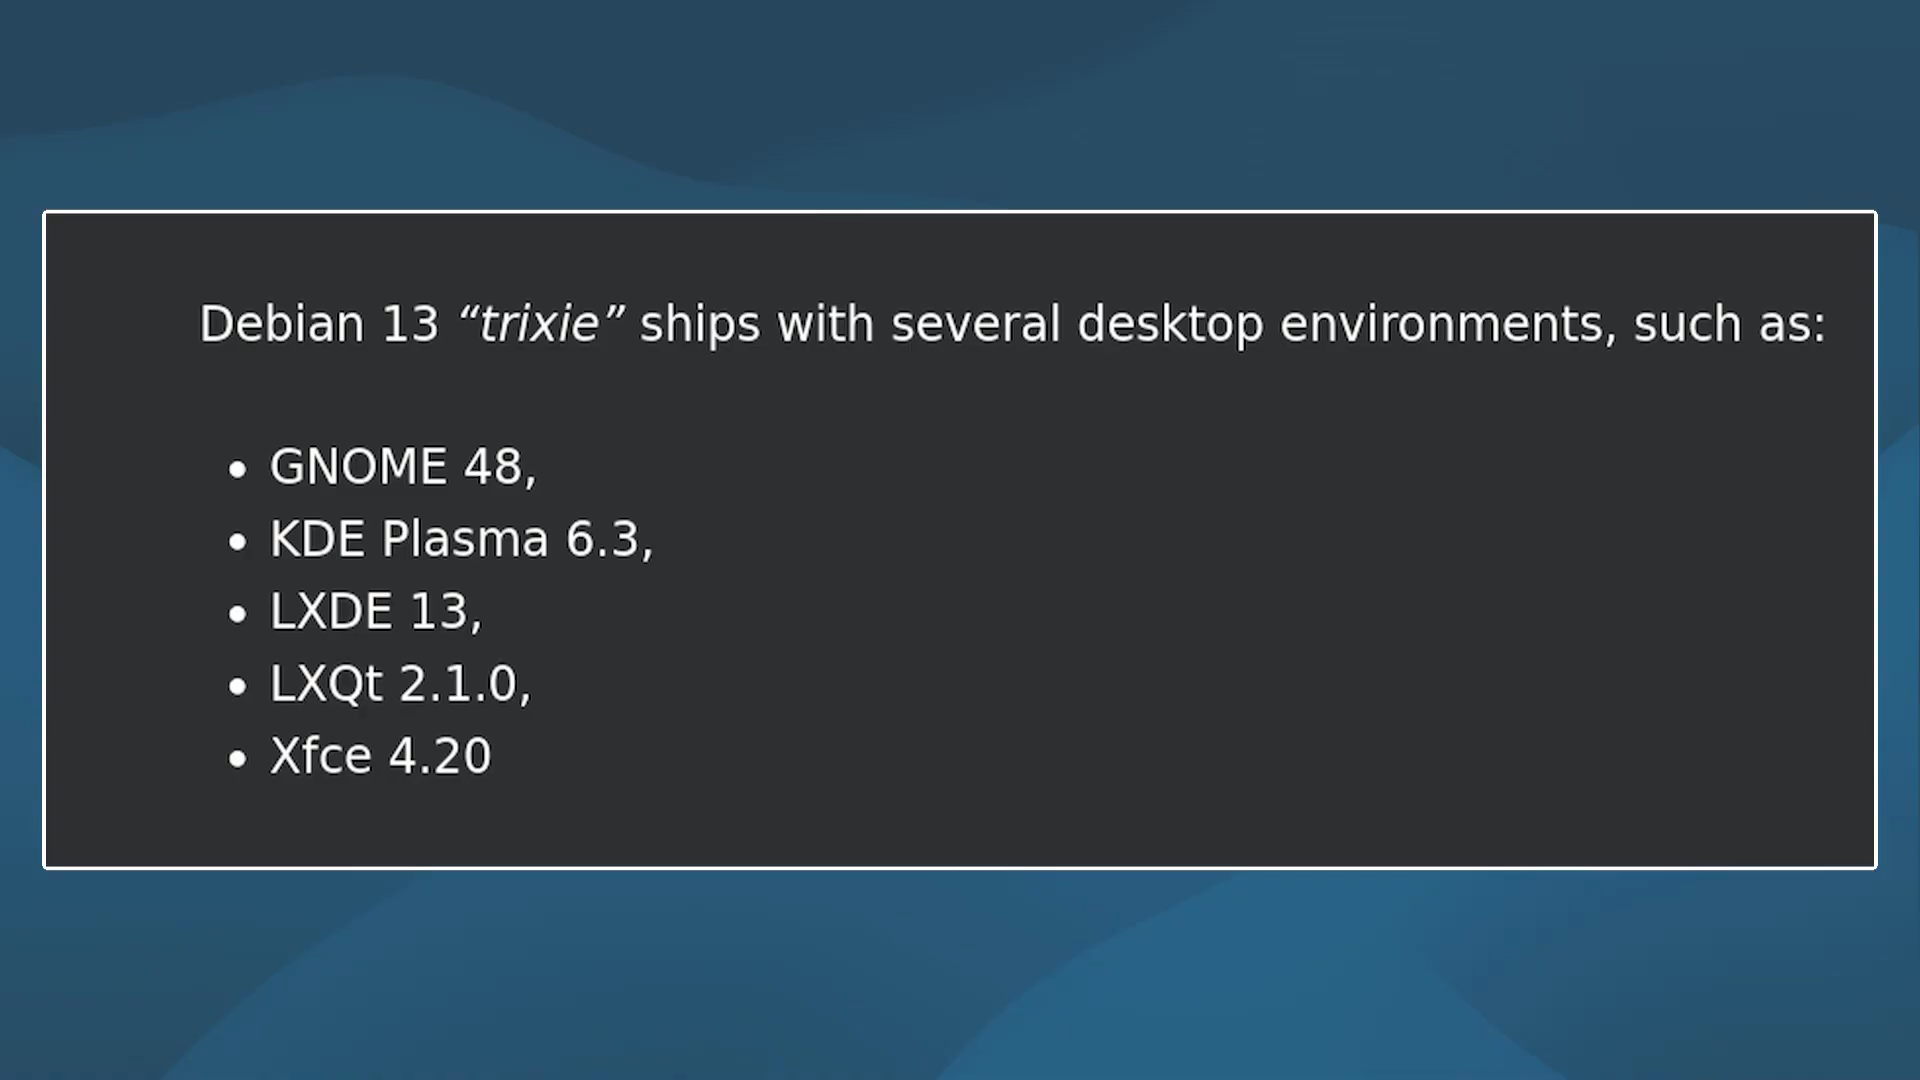 Debian 13 “trixie” ships with several desktop environments, such as:
• GNOME 48,
• KDE Plasma 6.3,
• LXDE 13,
• LXQt 2.1.0,
• Xfce 4.20